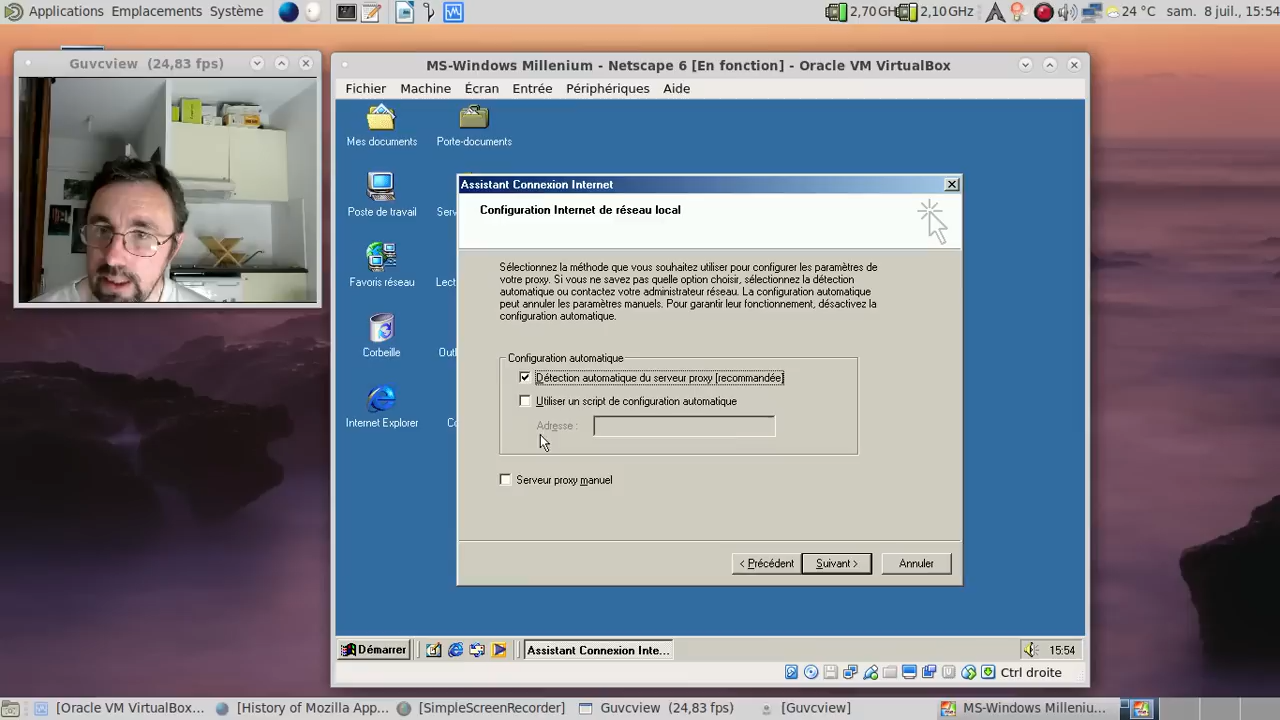 Applications Emplacements Système
2,70 GH 2,10 GHz 24 °C sam. 8 juil., 15:54
Guvcview (24,83 fps)
MS-Windows Millenium - Netscape 6 [En fonction] - Oracle VM VirtualBox
Fichier Machine Écran Entrée Périphériques Aide
Mes documents
Porte-documents
Assistant Connexion Internet
Configuration Internet de réseau local
Poste de travail
Serv
Sélectionnez la méthode que vous souhaitez utiliser pour configurer les paramètres de
votre proxy. Si vous ne savez pas quelle option choisir, sélectionnez la détection
automatique ou contactez votre administrateur réseau. La configuration automatique
peut annuler les paramètres manuels. Pour garantir leur fonctionnement, désactivez la
configuration automatique.
Favoris réseau
Lect
Corbeille
Outl
Configuration automatique
Détection automatique du serveur proxy [recommandée]
Utiliser un script de configuration automatique
Adresse :
Internet Explorer
Co
Serveur proxy manuel
< Précédent Suivant > Annuler
Démarrer Assistant Connexion Inte... 15:54
Ctrl droite
[Oracle VM VirtualBox... [History of Mozilla App... [SimpleScreenRecorder] Guvcview (24,83 fps) [Guvcview] MS-Windows Milleniu...